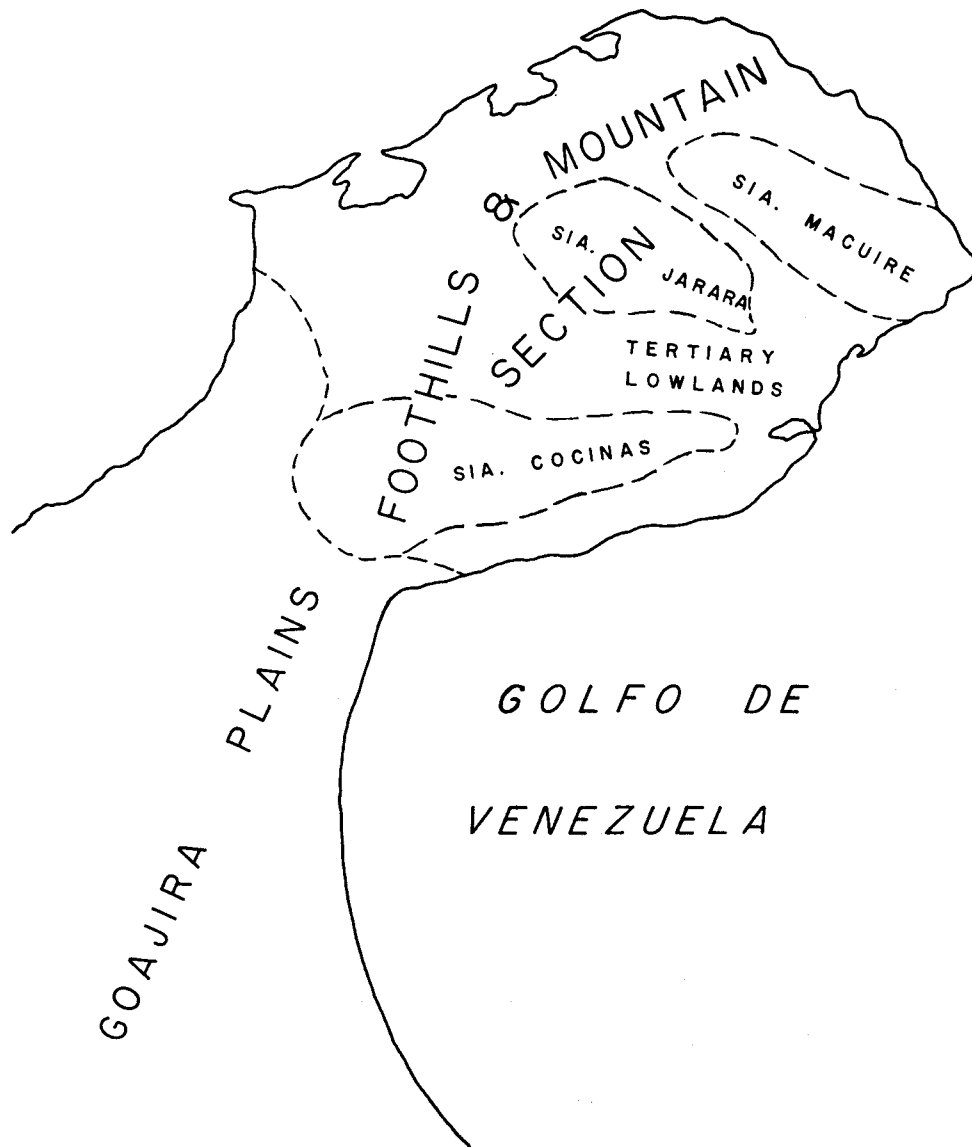 FOOTHILLS & MOUNTAIN
SECTION
SIA. MACUIRE
SIA. JARARA
TERTIARY
LOWLANDS
SIA. COCINAS
GOAJIRA PLAINS
GOLFO DE
VENEZUELA